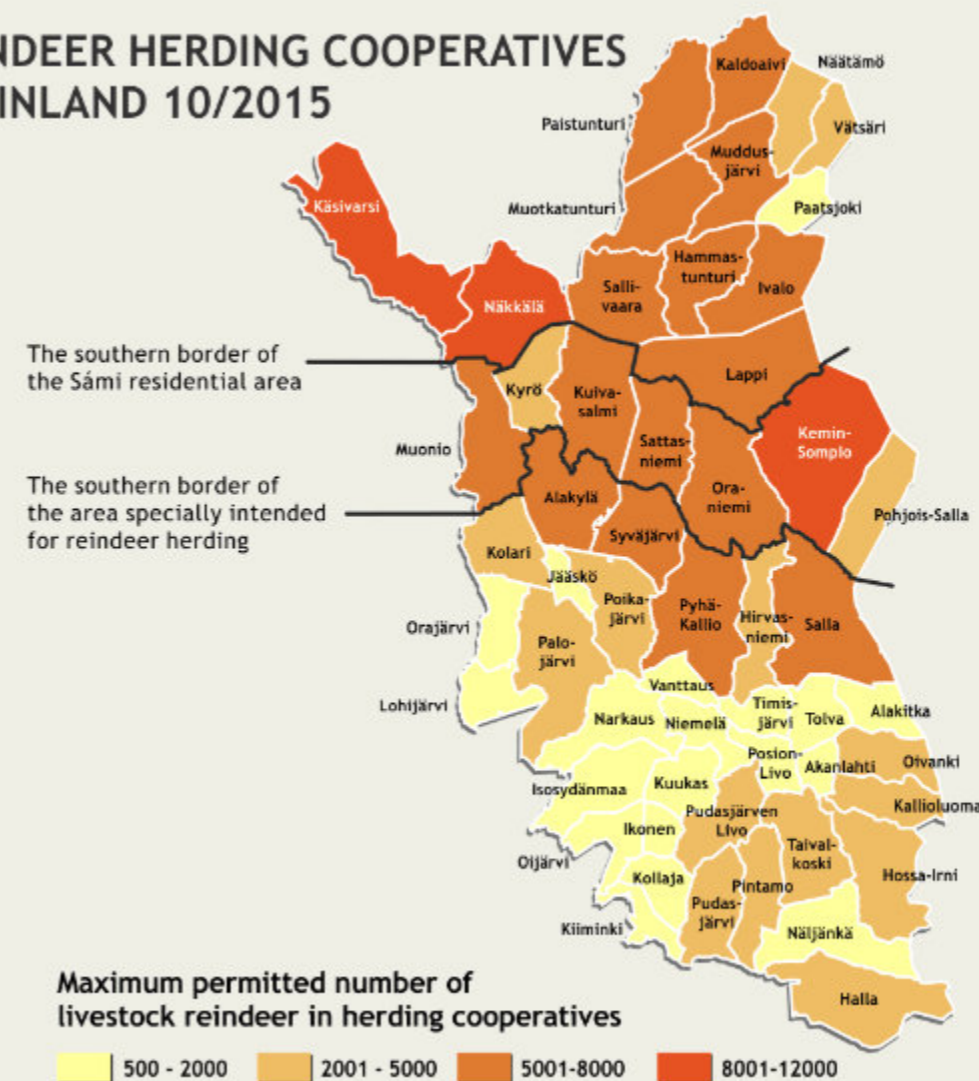 NDEER HERDING COOPERATIVES
INLAND 10/2015
Kaldoaivi
Näätämö
Paistunturi
Vätsäri
Muddus-
järvi
Käsivarsi
Muotkatunturi
Paatsjoki
Hammas-
tunturi
Salli-
vaara
Ivalo
Näkkälä
The southern border of
the Sámi residential area
Lappi
Kyrö
Kuiva-
salmi
Kemin-
Sompio
Muonio
Sattas-
niemi
The southern border of
the area specially intended
for reindeer herding
Alakylä
Ora-
niemi
Pohjois-Salla
Syväjärvi
Kolari
Jääskö
Poika-
järvi
Pyhä-
Kallio
Hirvas-
niemi
Salla
Orajärvi
Palo-
järvi
Vanttaus
Lohijärvi
Narkaus
Niemelä
Timis-
järvi
Tolva
Alakitka
Posion-
Livo
Akanlahti
Oivanki
Isosydänmaa
Kuukas
Kallioluoma
Pudasjärven
Livo
Ikonen
Taival-
koski
Oijärvi
Kollaja
Pintamo
Hossa-Irni
Pudas-
järvi
Kiiminki
Näljänkä
Halla
Maximum permitted number of
livestock reindeer in herding cooperatives
500 - 2000
2001 - 5000
5001-8000
8001-12000